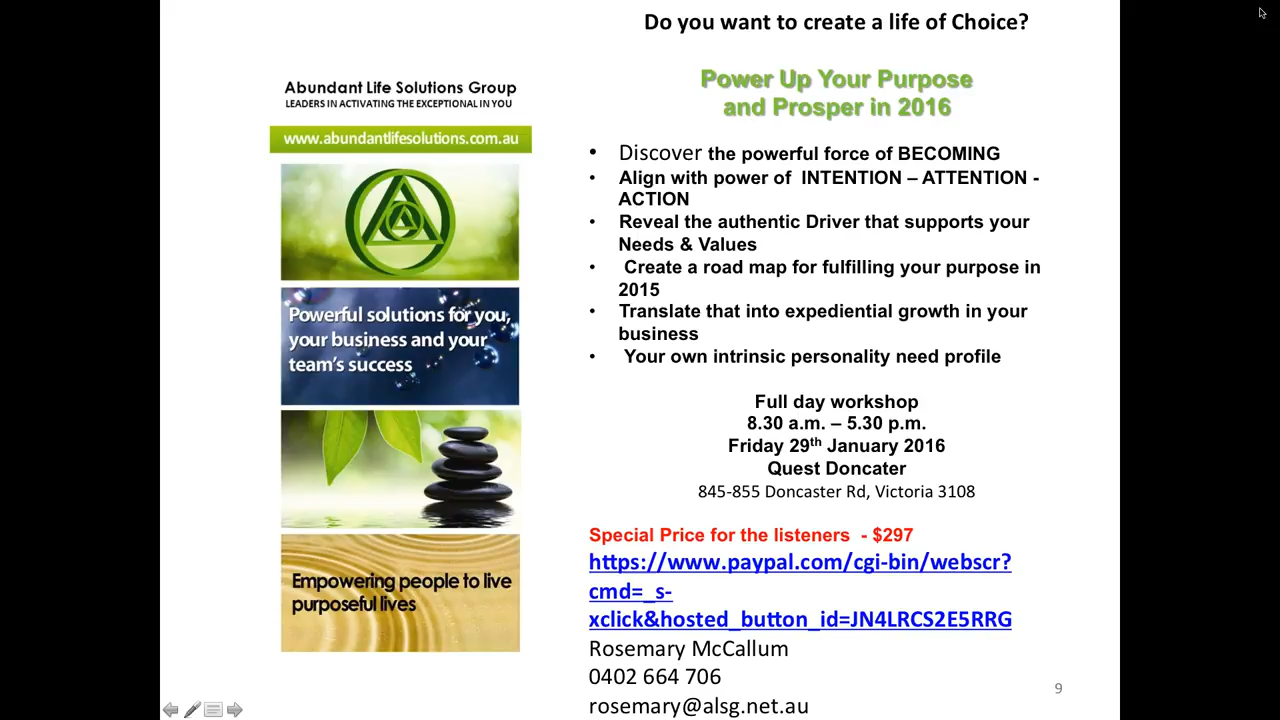 Do you want to create a life of Choice?
Abundant Life Solutions Group
LEADERS IN ACTIVATING THE EXCEPTIONAL IN YOU
www.abundantlifesolutions.com.au
Powerful solutions for you,
your business and your
team's success
Empowering people to live
purposeful lives
Power Up Your Purpose
and Prosper in 2016
• Discover the powerful force of BECOMING
• Align with power of INTENTION – ATTENTION -
ACTION
• Reveal the authentic Driver that supports your
Needs & Values
• Create a road map for fulfilling your purpose in
2015
• Translate that into expediential growth in your
business
• Your own intrinsic personality need profile
Full day workshop
8.30 a.m. – 5.30 p.m.
Friday 29th January 2016
Quest Doncater
845-855 Doncaster Rd, Victoria 3108
Special Price for the listeners - $297
https://www.paypal.com/cgi-bin/webscr?
cmd=_s-
xclick&hosted_button_id=JN4LRCS2E5RRG
Rosemary McCallum
0402 664 706
rosemary@alsg.net.au
9